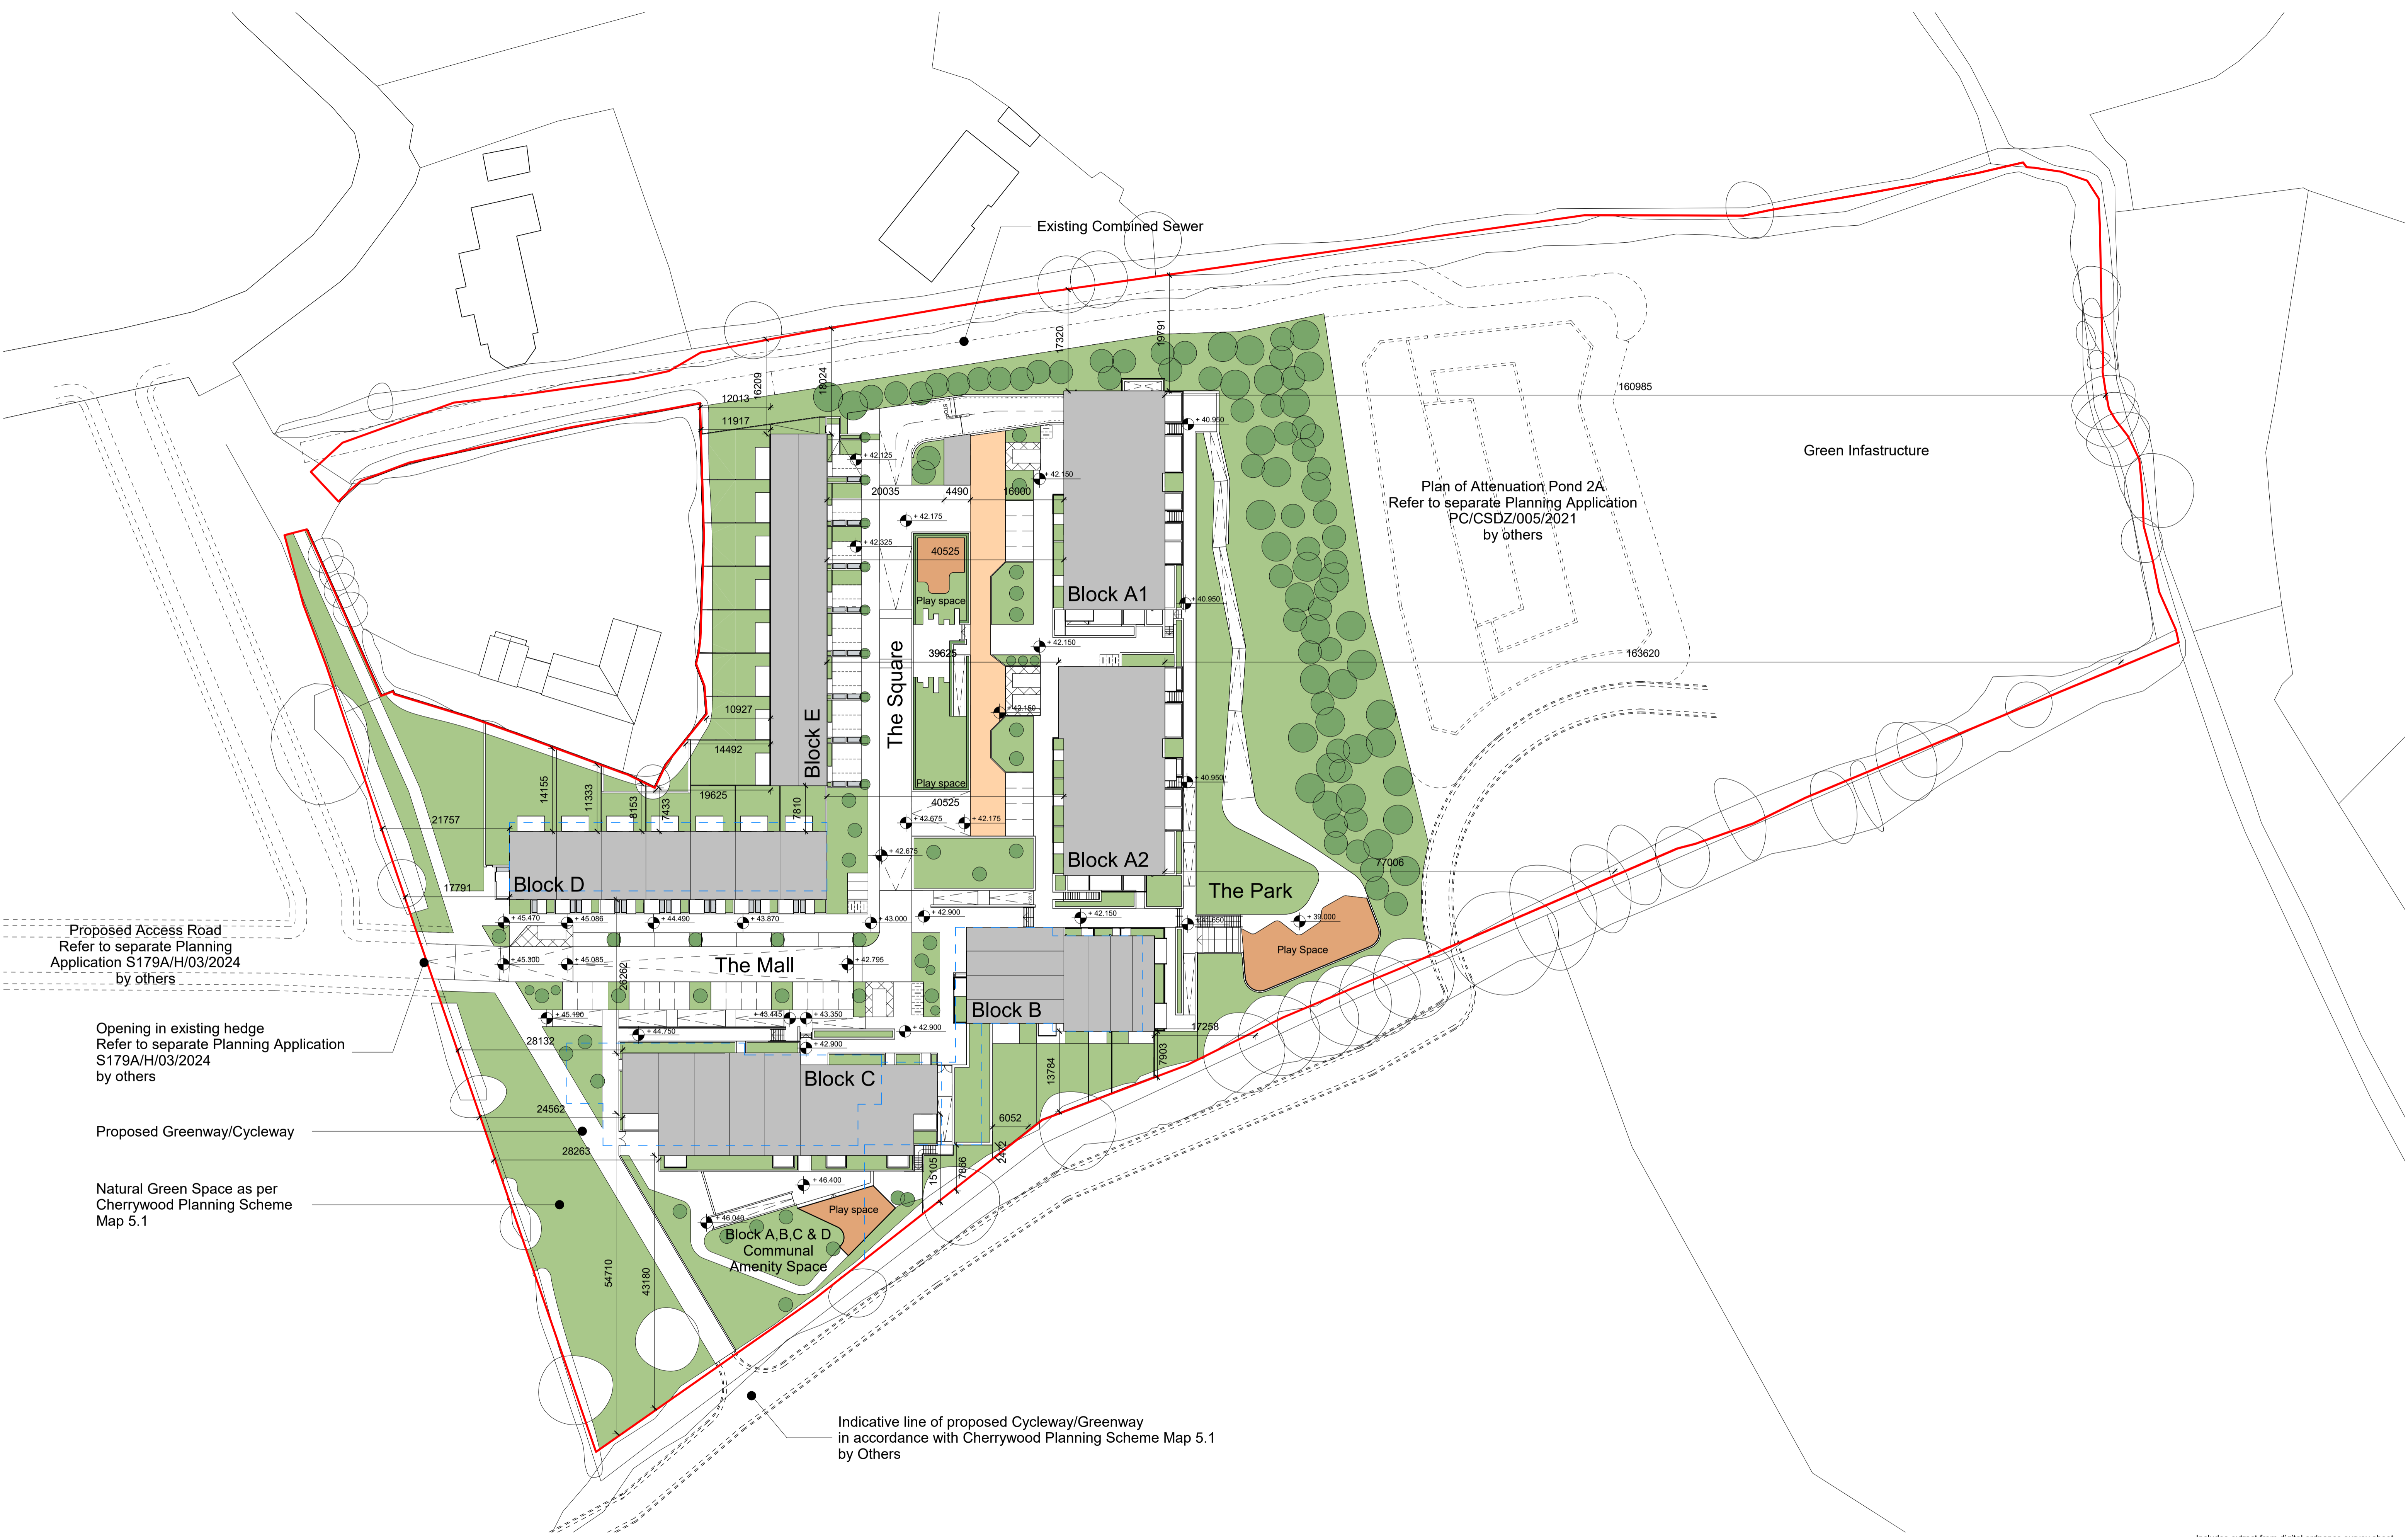 Existing Combined Sewer
17320
19791
16209
18024
12013
11917
160985
+ 40.950
+ 42.125
+ 42.150
Green Infastructure
20035
4490
16000
Plan of Attenuation Pond 2A
Refer to separate Planning Application
PC/CSDZ/005/2021
by others
+ 42.175
+ 42.325
40525
Block A1
Play space
+ 40.950
+ 42.150
39625
163620
The Square
10927
+ 42.150
14492
Block E
14155
11333
8153
7433
19625
7810
Play space
+ 40.950
40525
21757
+ 42.675
+ 42.175
+ 42.675
Block A2
77006
17791
Block D
The Park
+ 45.470
+ 45.086
+ 44.490
+ 43.870
+ 43.000
+ 42.900
+ 42.150
+ 39.000
Proposed Access Road
Refer to separate Planning
Application S179A/H/03/2024
by others
Play Space
+ 45.300
+ 45.085
26262
The Mall
+ 42.795
Block B
+ 45.190
+ 43.445
+ 43.350
+ 44.750
+ 42.900
17258
Opening in existing hedge
Refer to separate Planning Application
S179A/H/03/2024
by others
28132
+ 42.900
7903
13784
Block C
24562
6052
Proposed Greenway/Cycleway
28263
2472
15105
7866
+ 46.400
Natural Green Space as per
Cherrywood Planning Scheme
Map 5.1
+ 46.040
Play space
Block A,B,C & D
Communal
Amenity Space
54710
43180
Indicative line of proposed Cycleway/Greenway
in accordance with Cherrywood Planning Scheme Map 5.1
by Others